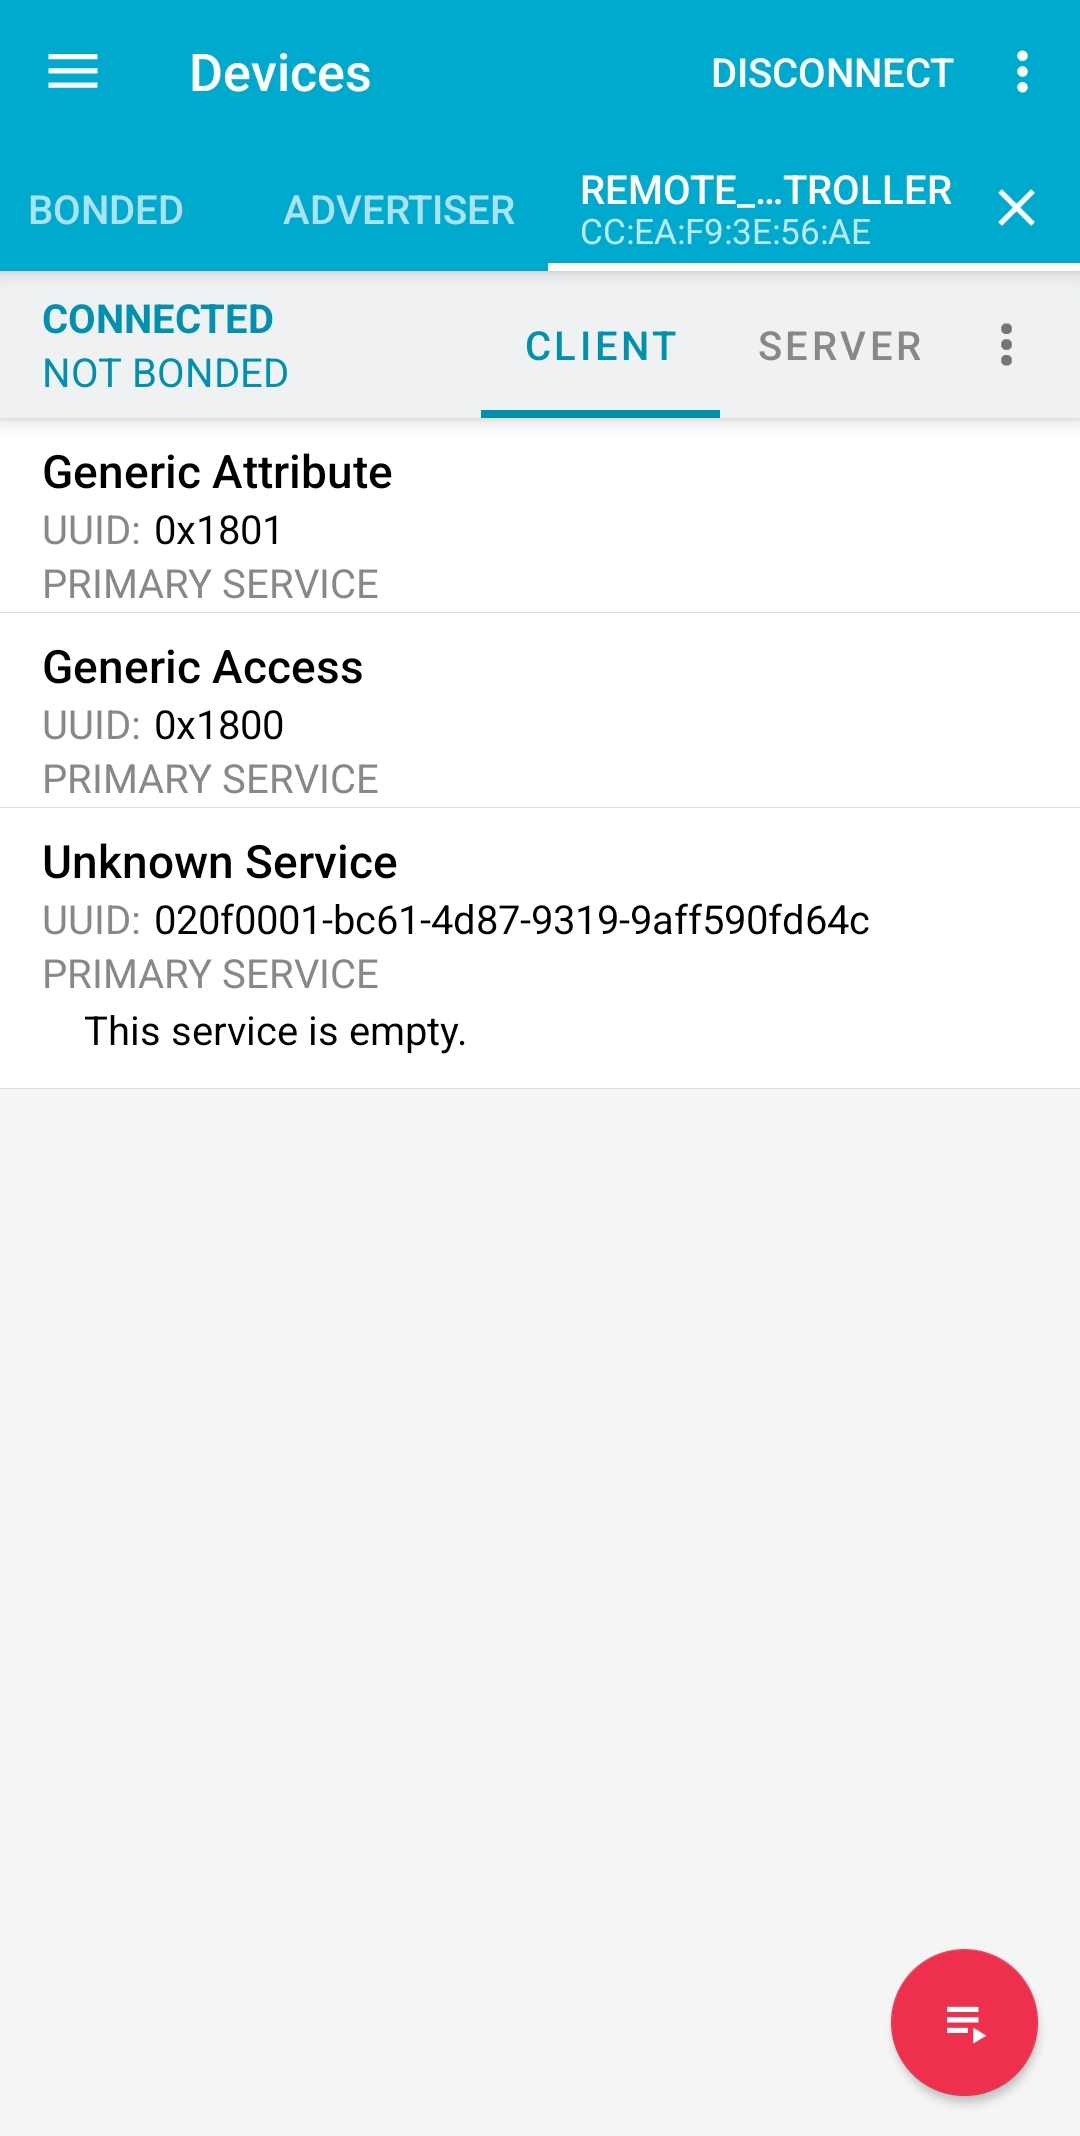 Devices
DISCONNECT
BONDED
ADVERTISER
REMOTE_...TROLLER
CC:EA:F9:3E:56:AE
CONNECTED
NOT BONDED
CLIENT
SERVER
Generic Attribute
UUID: 0x1801
PRIMARY SERVICE
Generic Access
UUID: 0x1800
PRIMARY SERVICE
Unknown Service
UUID: 020f0001-bc61-4d87-9319-9aff590fd64c
PRIMARY SERVICE
This service is empty.